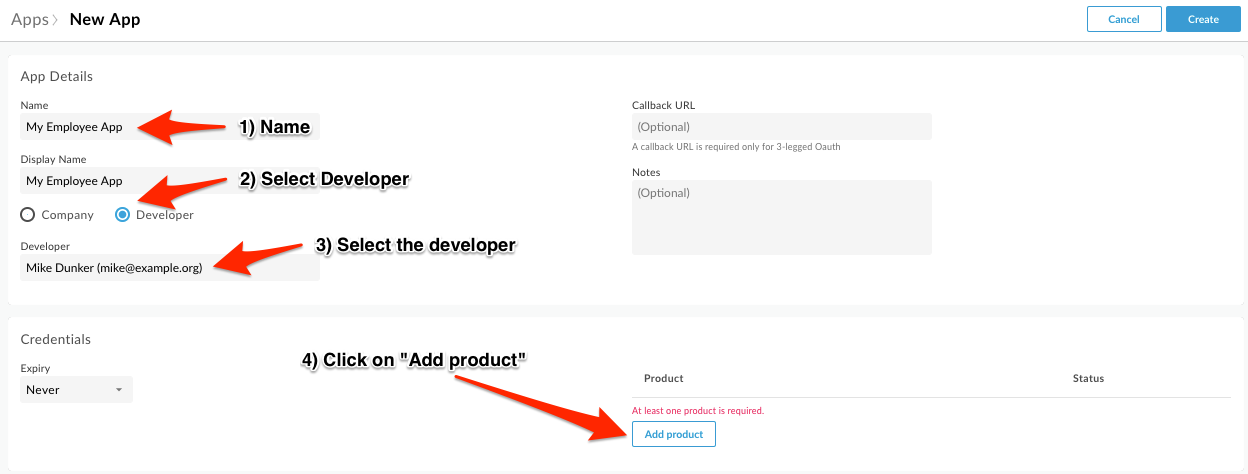 Apps › New App
Cancel
Create
App Details
Name
My Employee App
1) Name
Display Name
My Employee App
2) Select Developer
Company
Developer
Developer
Mike Dunker (mike@example.org)
3) Select the developer
Callback URL
(Optional)
A callback URL is required only for 3-legged Oauth
Notes
(Optional)
Credentials
Expiry
Never
4) Click on "Add product"
Product
Status
At least one product is required.
Add product